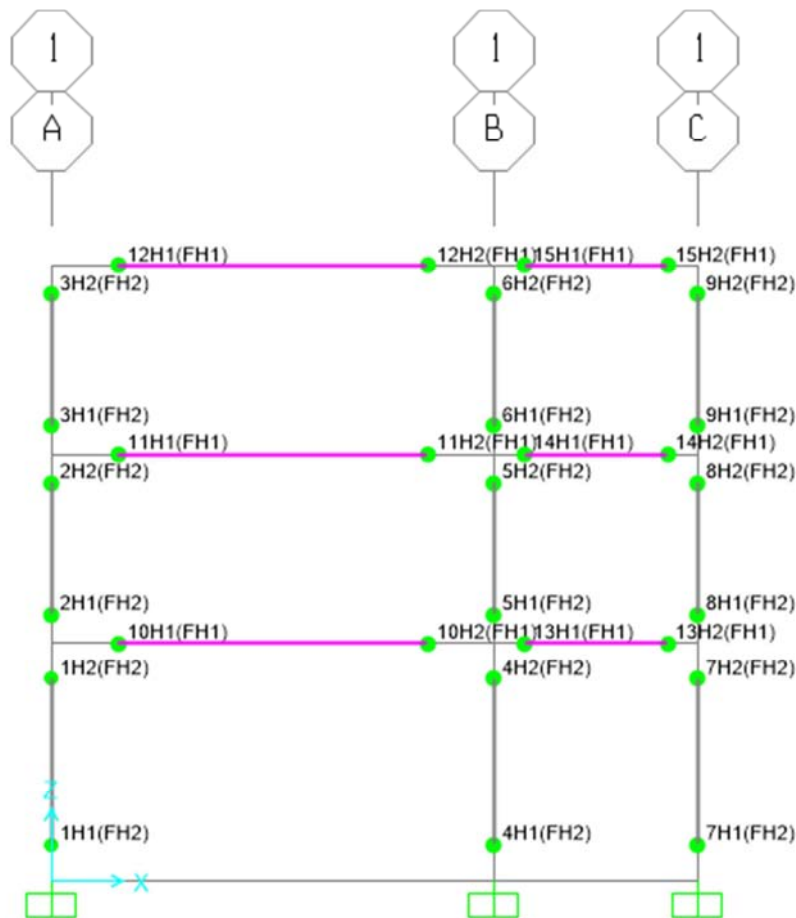 1 1 1
A B C
12H1(FH1) 12H2(FH1) 15H1(FH1) 15H2(FH1)
3H2(FH2) 6H2(FH2) 9H2(FH2)
3H1(FH2) 6H1(FH2) 9H1(FH2)
11H1(FH1) 11H2(FH1) 14H1(FH1) 14H2(FH1)
2H2(FH2) 5H2(FH2) 8H2(FH2)
2H1(FH2) 5H1(FH2) 8H1(FH2)
10H1(FH1) 10H2(FH1) 13H1(FH1) 13H2(FH1)
1H2(FH2) 4H2(FH2) 7H2(FH2)
Z
1H1(FH2) 4H1(FH2) 7H1(FH2)
X